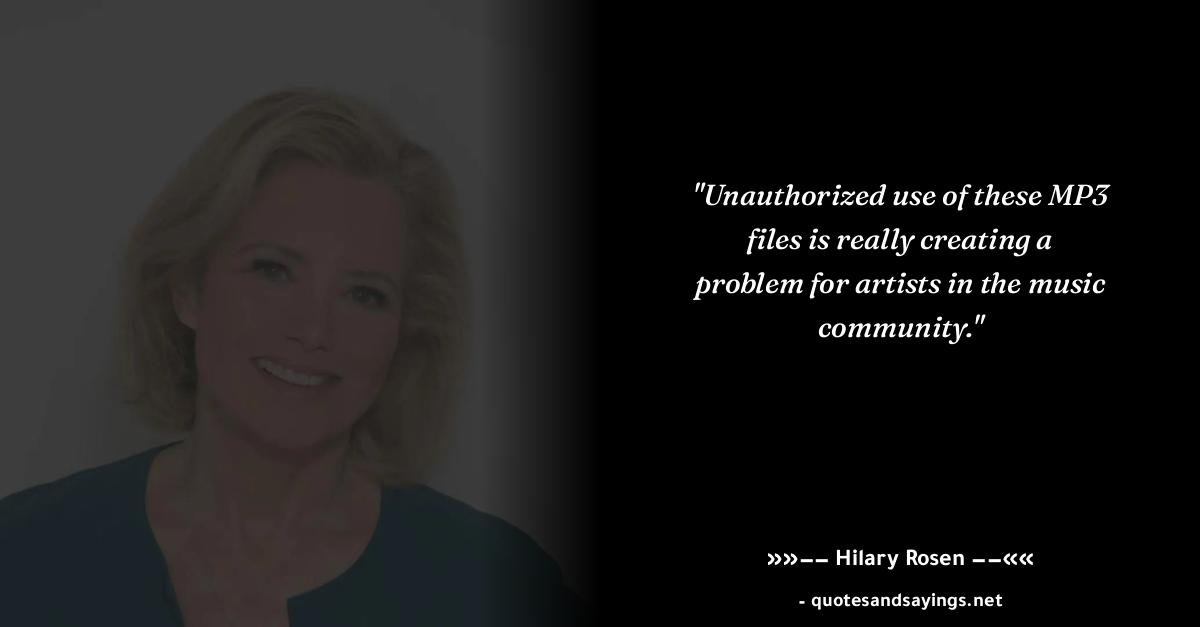 "Unauthorized use of these MP3
files is really creating a
problem for artists in the music
community."
»»–– Hilary Rosen ––««
- quotesandsayings.net